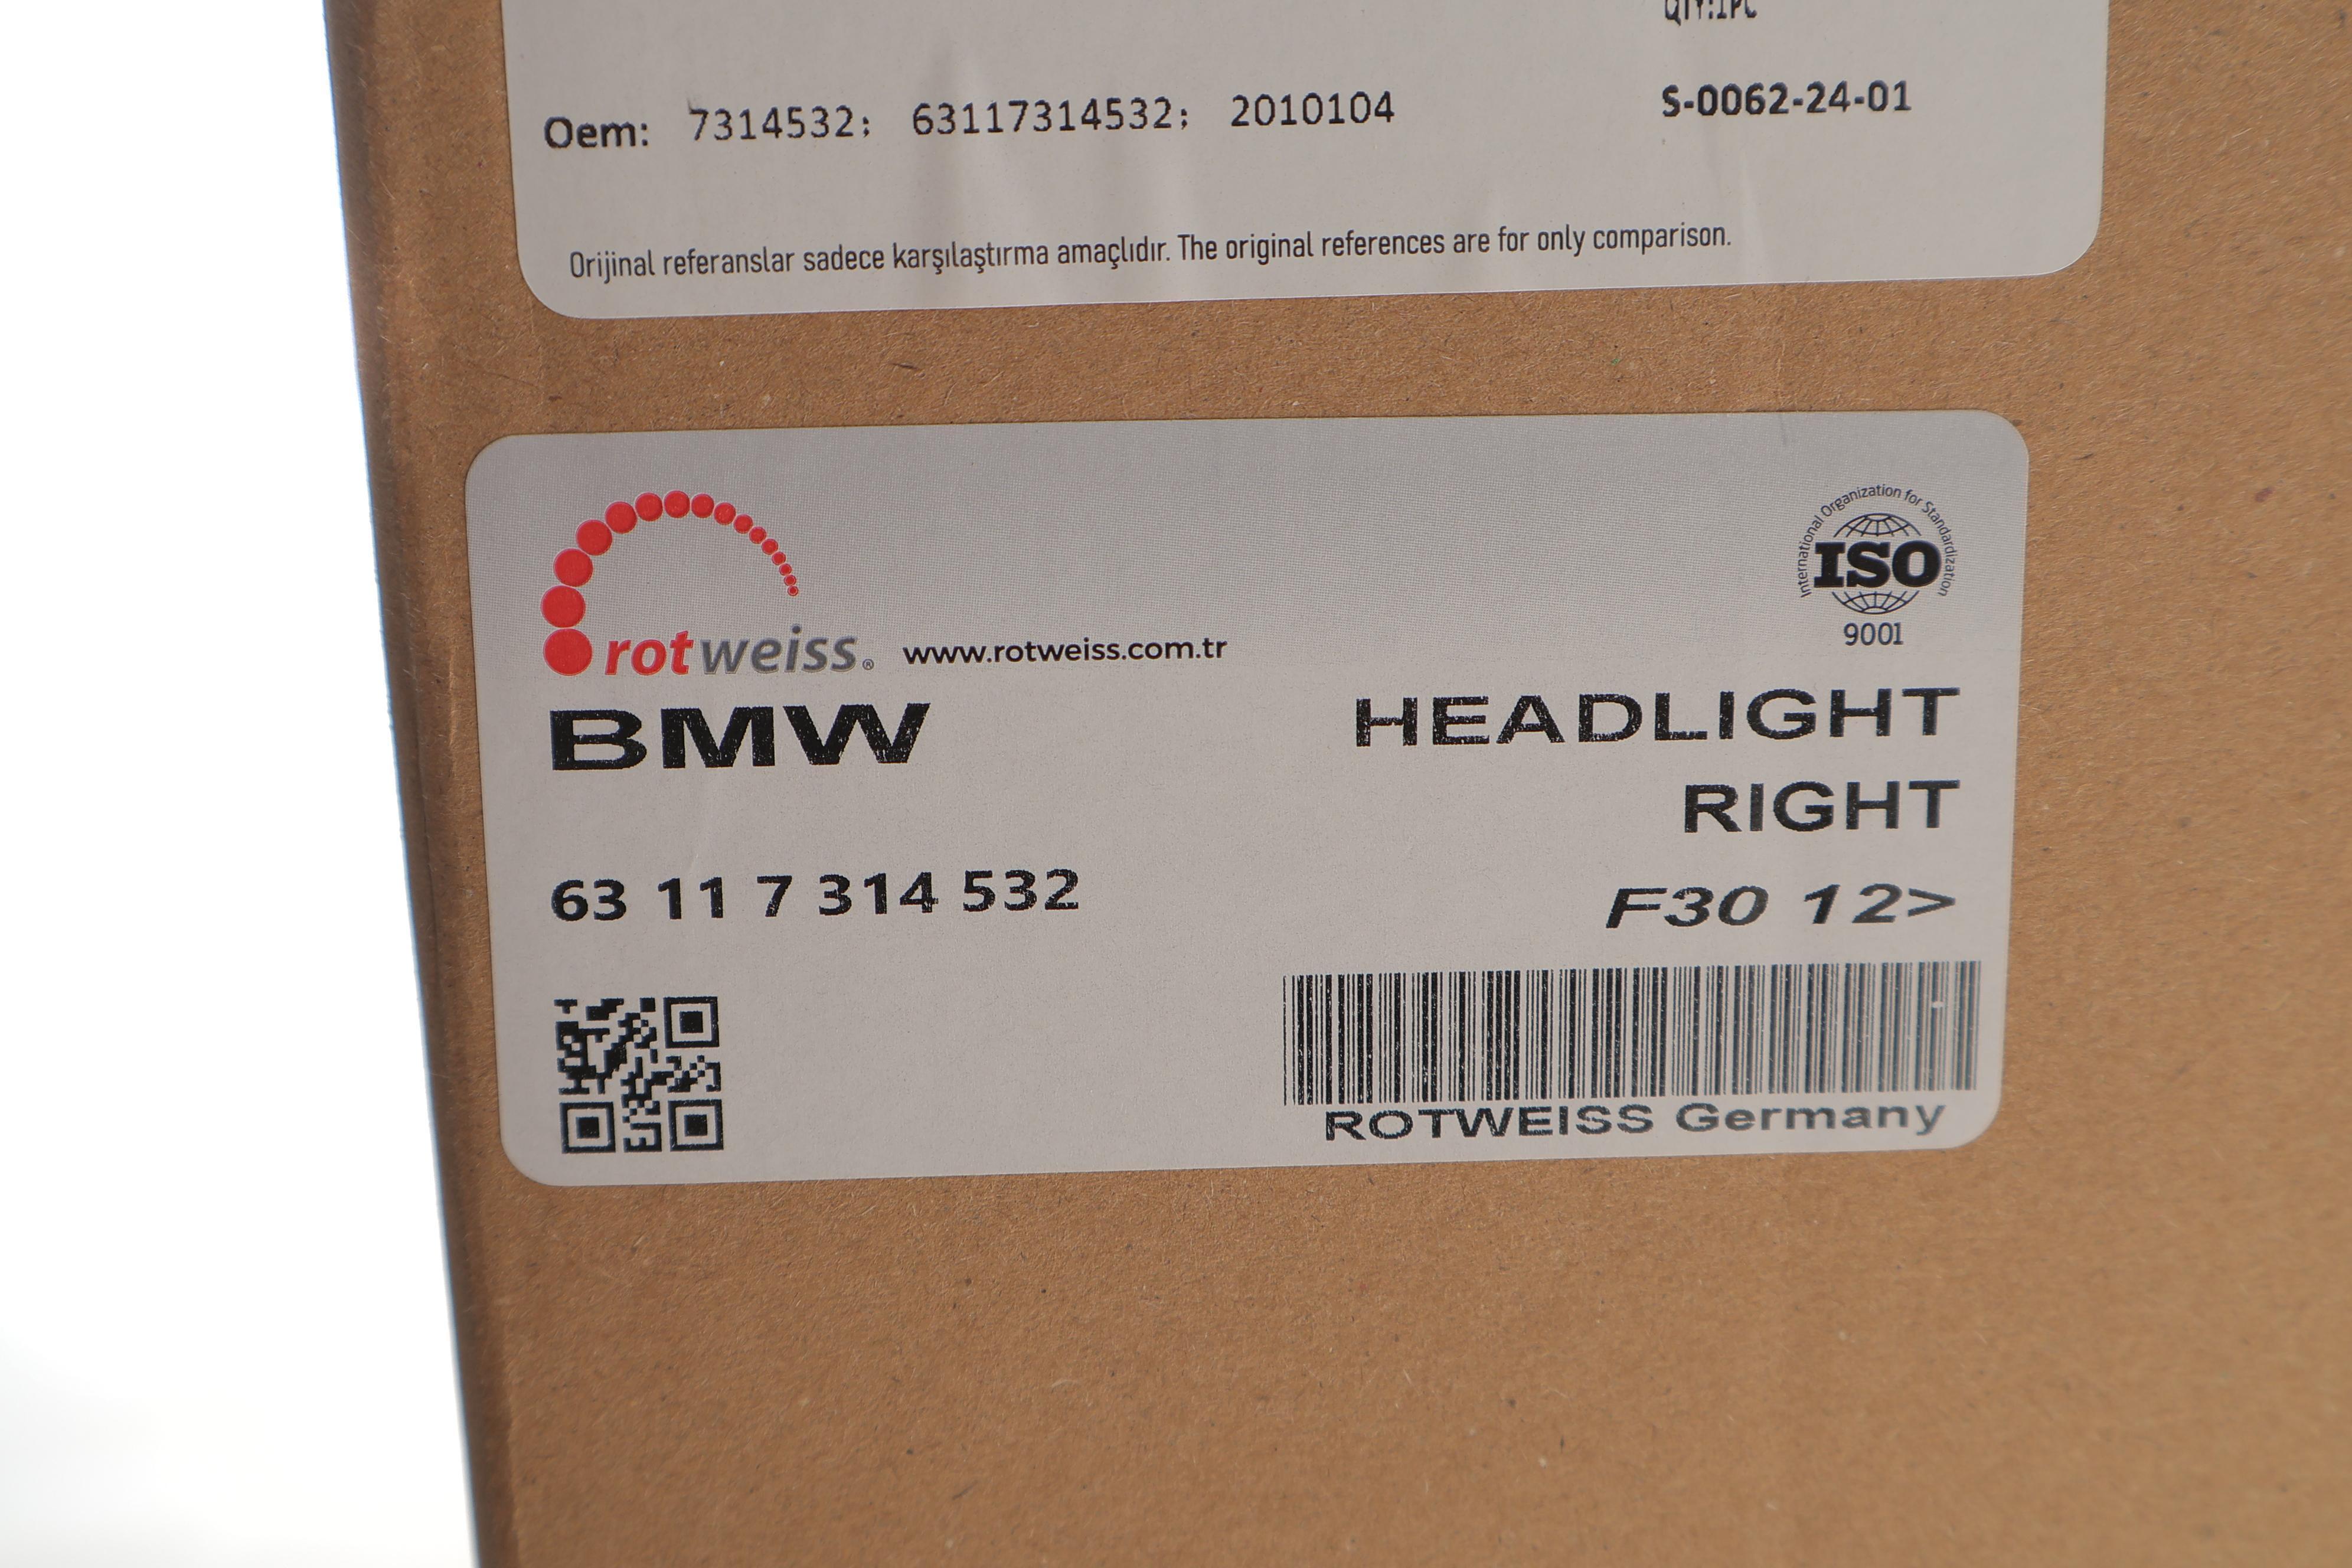 QTY:1PC
Oem: 7314532; 63117314532; 2010104
S-0062-24-01
Orijinal referanslar sadece karşılaştırma amaçlıdır. The original references are for only comparison.
International Organization for Standardization
ISO
9001
rotweiss® www.rotweiss.com.tr
BMW
HEADLIGHT
RIGHT
63 11 7 314 532
F30 12>
ROTWEISS Germany